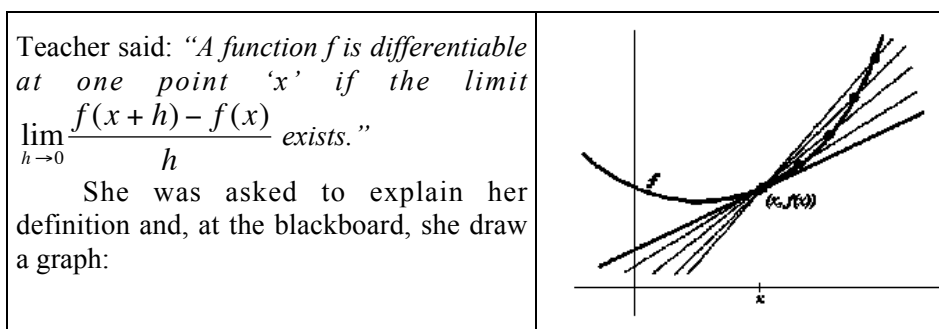 Teacher said: “A function f is differentiable
at one point ‘x’ if the limit
lim h→0 f(x + h) − f(x) / h exists.”
She was asked to explain her
definition and, at the blackboard, she draw
a graph:
f
(x, f(x))
x